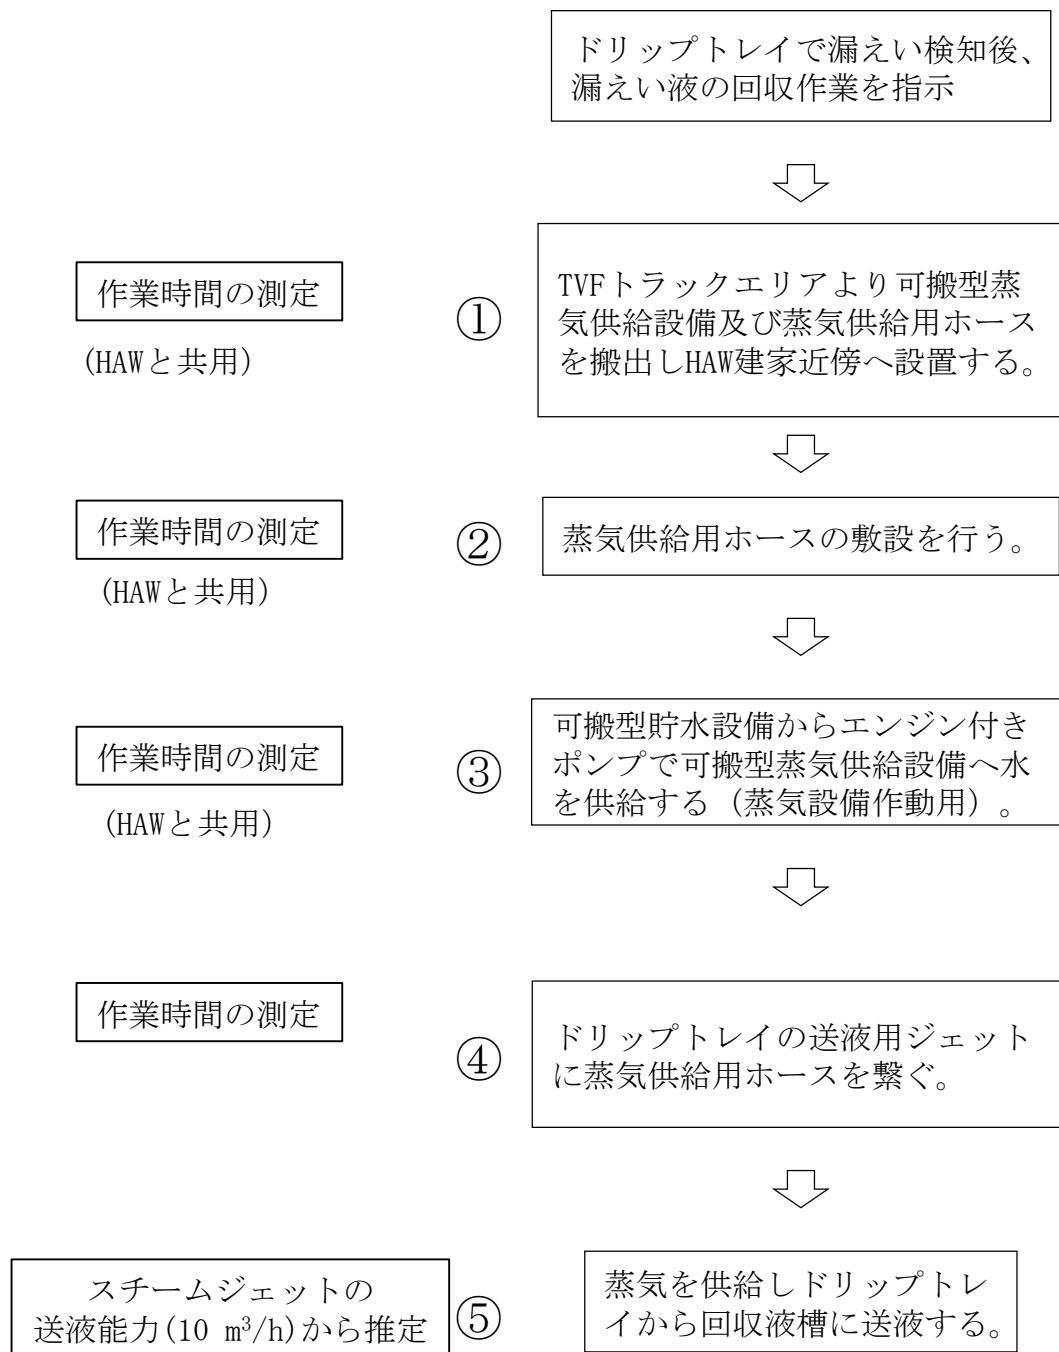 ドリップトレイで漏えい検知後、
漏えい液の回収作業を指示
作業時間の測定
(HAWと共用)
①
TVFトラックエリアより可搬型蒸
気供給設備及び蒸気供給用ホース
を搬出しHAW建家近傍へ設置する。
作業時間の測定
(HAWと共用)
②
蒸気供給用ホースの敷設を行う。
作業時間の測定
(HAWと共用)
③
可搬型貯水設備からエンジン付き
ポンプで可搬型蒸気供給設備へ水
を供給する（蒸気設備作動用）。
作業時間の測定
④
ドリップトレイの送液用ジェット
に蒸気供給用ホースを繋ぐ。
スチームジェットの
送液能力(10 m³/h)から推定
⑤
蒸気を供給しドリップトレ
イから回収液槽に送液する。